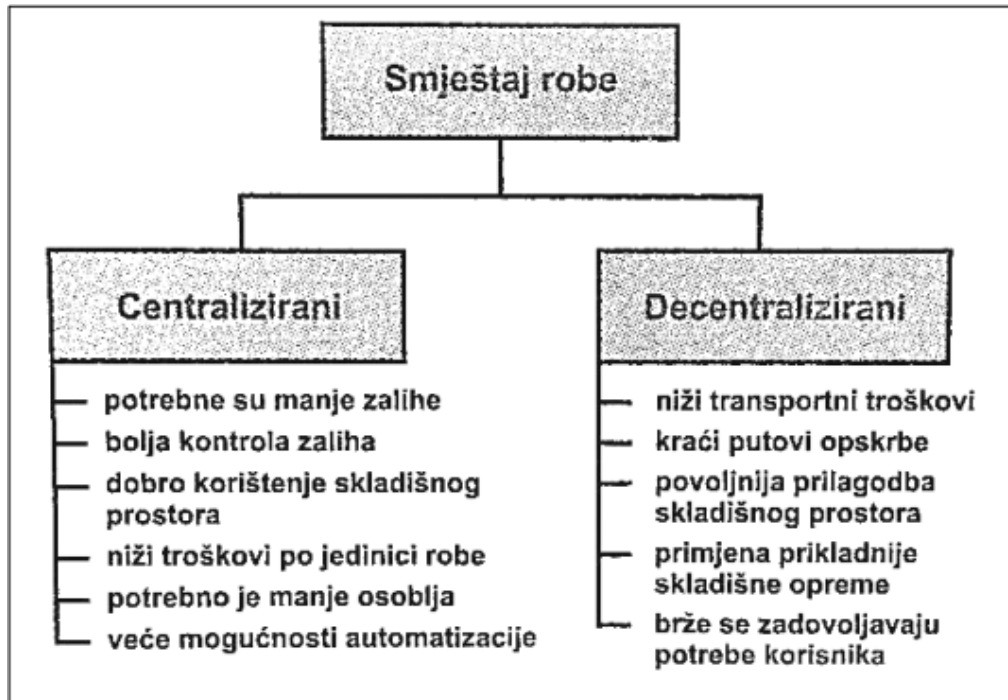 Smještaj robe
Centralizirani
potrebne su manje zalihe
bolja kontrola zaliha
dobro korištenje skladišnog
prostora
niži troškovi po jedinici robe
potrebno je manje osoblja
veće mogućnosti automatizacije
Decentralizirani
niži transportni troškovi
kraći putovi opskrbe
povoljnija prilagodba
skladišnog prostora
primjena prikladnije
skladišne opreme
brže se zadovoljavaju
potrebe korisnika